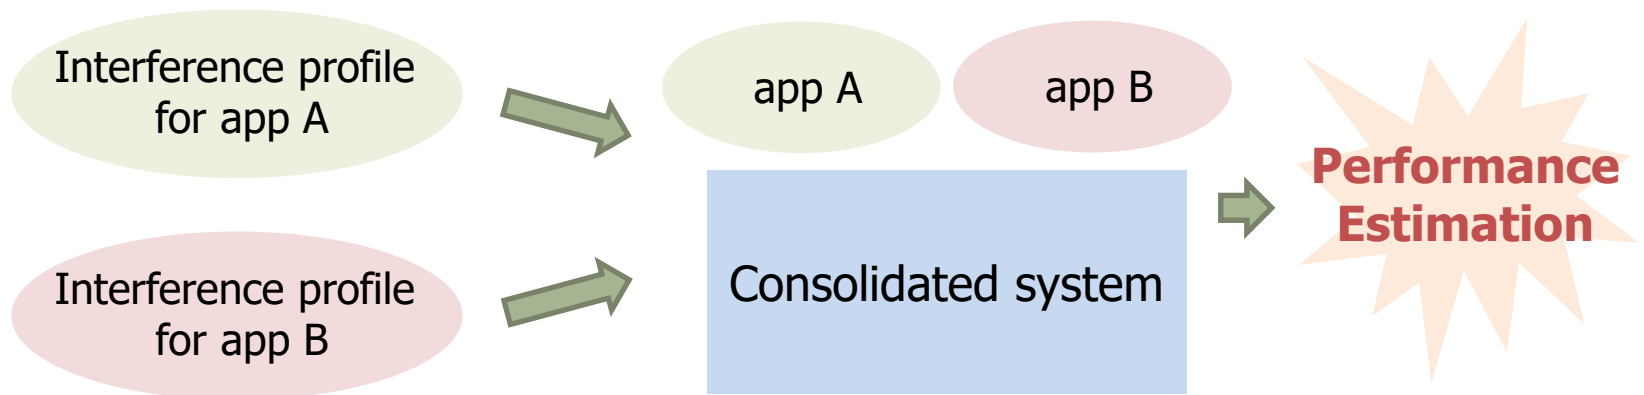 Interference profile
for app A
app A
app B
Performance
Estimation
Interference profile
for app B
Consolidated system